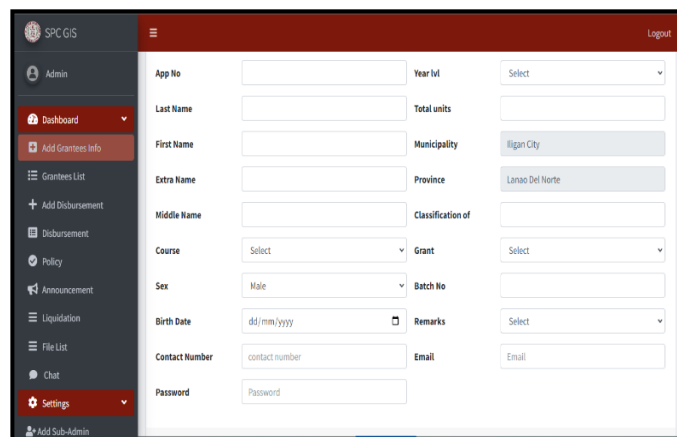 SPC GIS
Logout
Admin
Dashboard
Add Grantees Info
Grantees List
Add Disbursement
Disbursement
Policy
Announcement
Liquidation
File List
Chat
Settings
Add Sub-Admin
App No
Year lvl Select
Last Name
Total units
First Name
Municipality Iligan City
Extra Name
Province Lanao Del Norte
Middle Name
Classification of
Course Select
Grant Select
Sex Male
Batch No
Birth Date dd/mm/yyyy
Remarks Select
Contact Number contact number
Email Email
Password Password